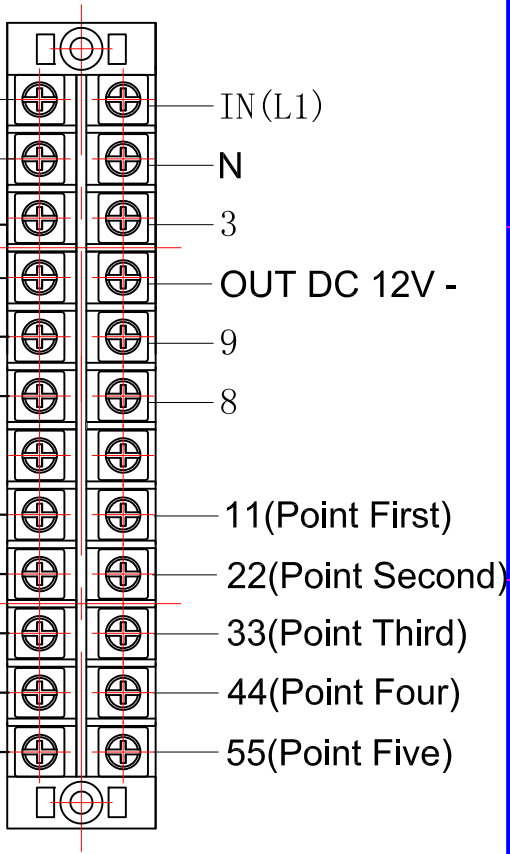 IN(L1)
N
3
OUT DC 12V -
9
8
11(Point First)
22(Point Second)
33(Point Third)
44(Point Four)
55(Point Five)